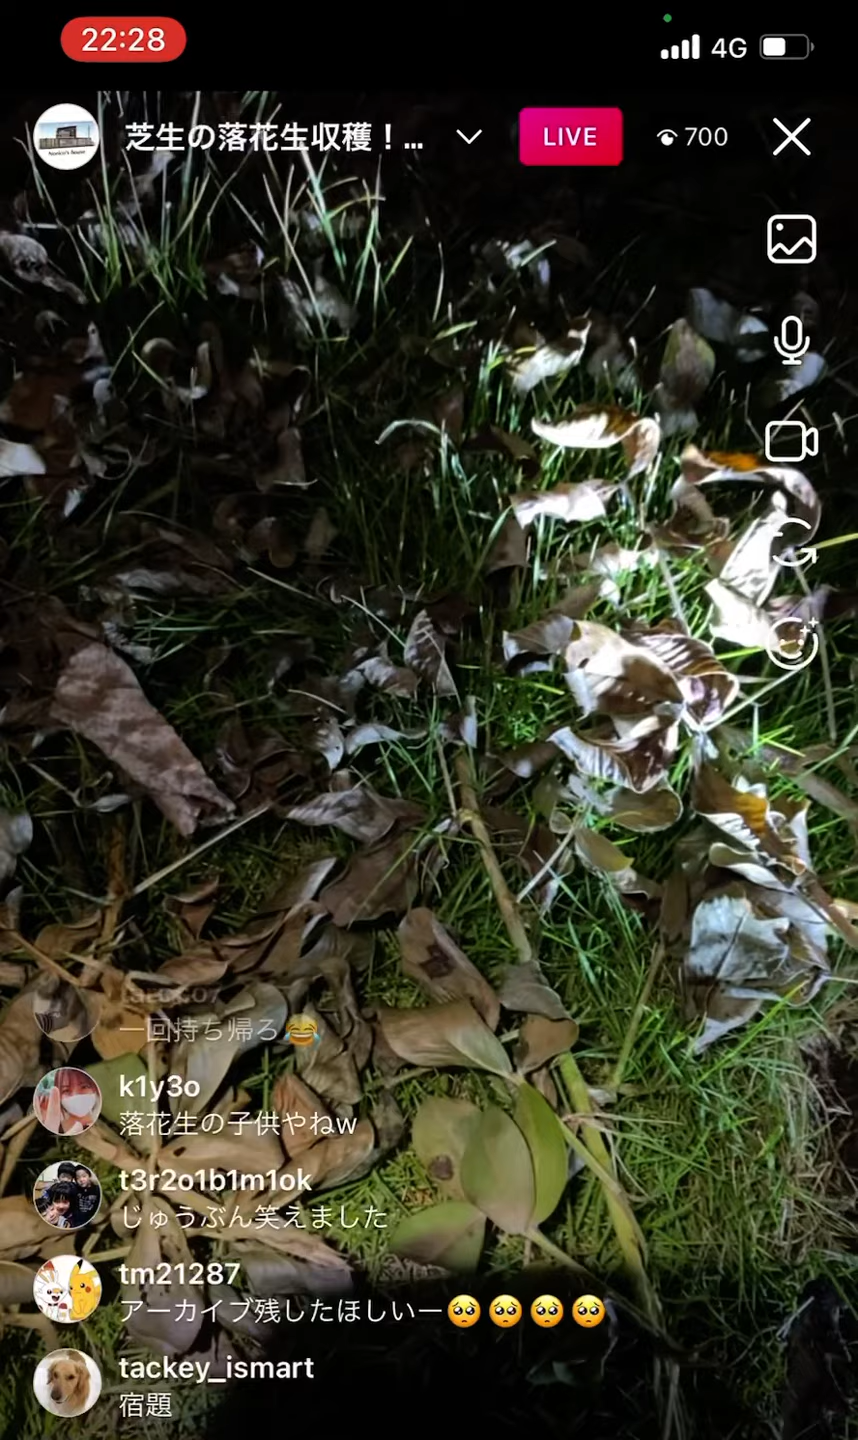 22:28
4G
芝生の落花生収穫！...
LIVE
700
一回持ち帰ろ😂
k1y3o
落花生の子供やねw
t3r2o1b1m1ok
じゅうぶん笑えました
tm21287
アーカイブ残したほしいー🥺🥺🥺🥺
tackey_ismart
宿題